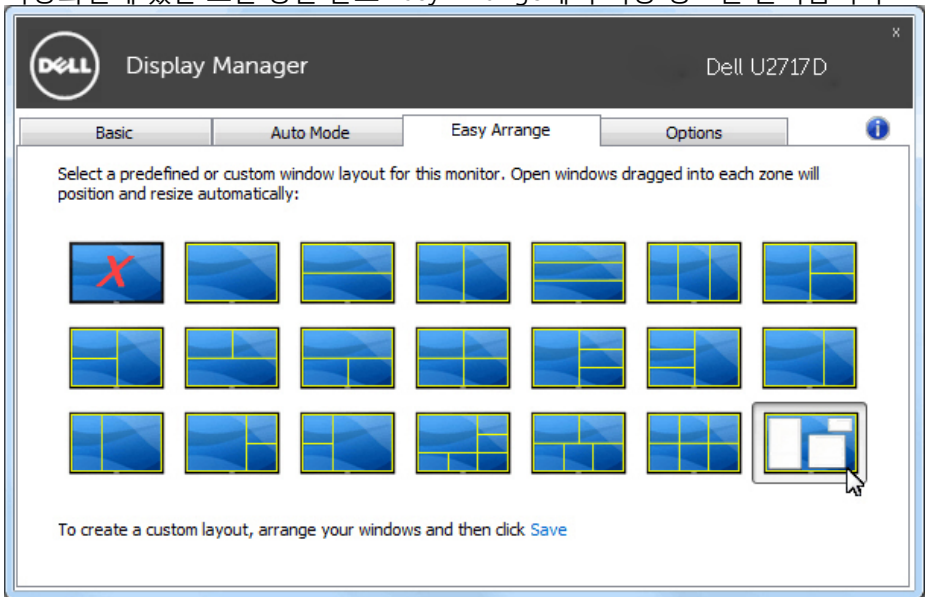 DELL
Display Manager
Dell U2717D
x
Basic
Auto Mode
Easy Arrange
Options
i
Select a predefined or custom window layout for this monitor. Open windows dragged into each zone will
position and resize automatically:
X
To create a custom layout, arrange your windows and then click Save